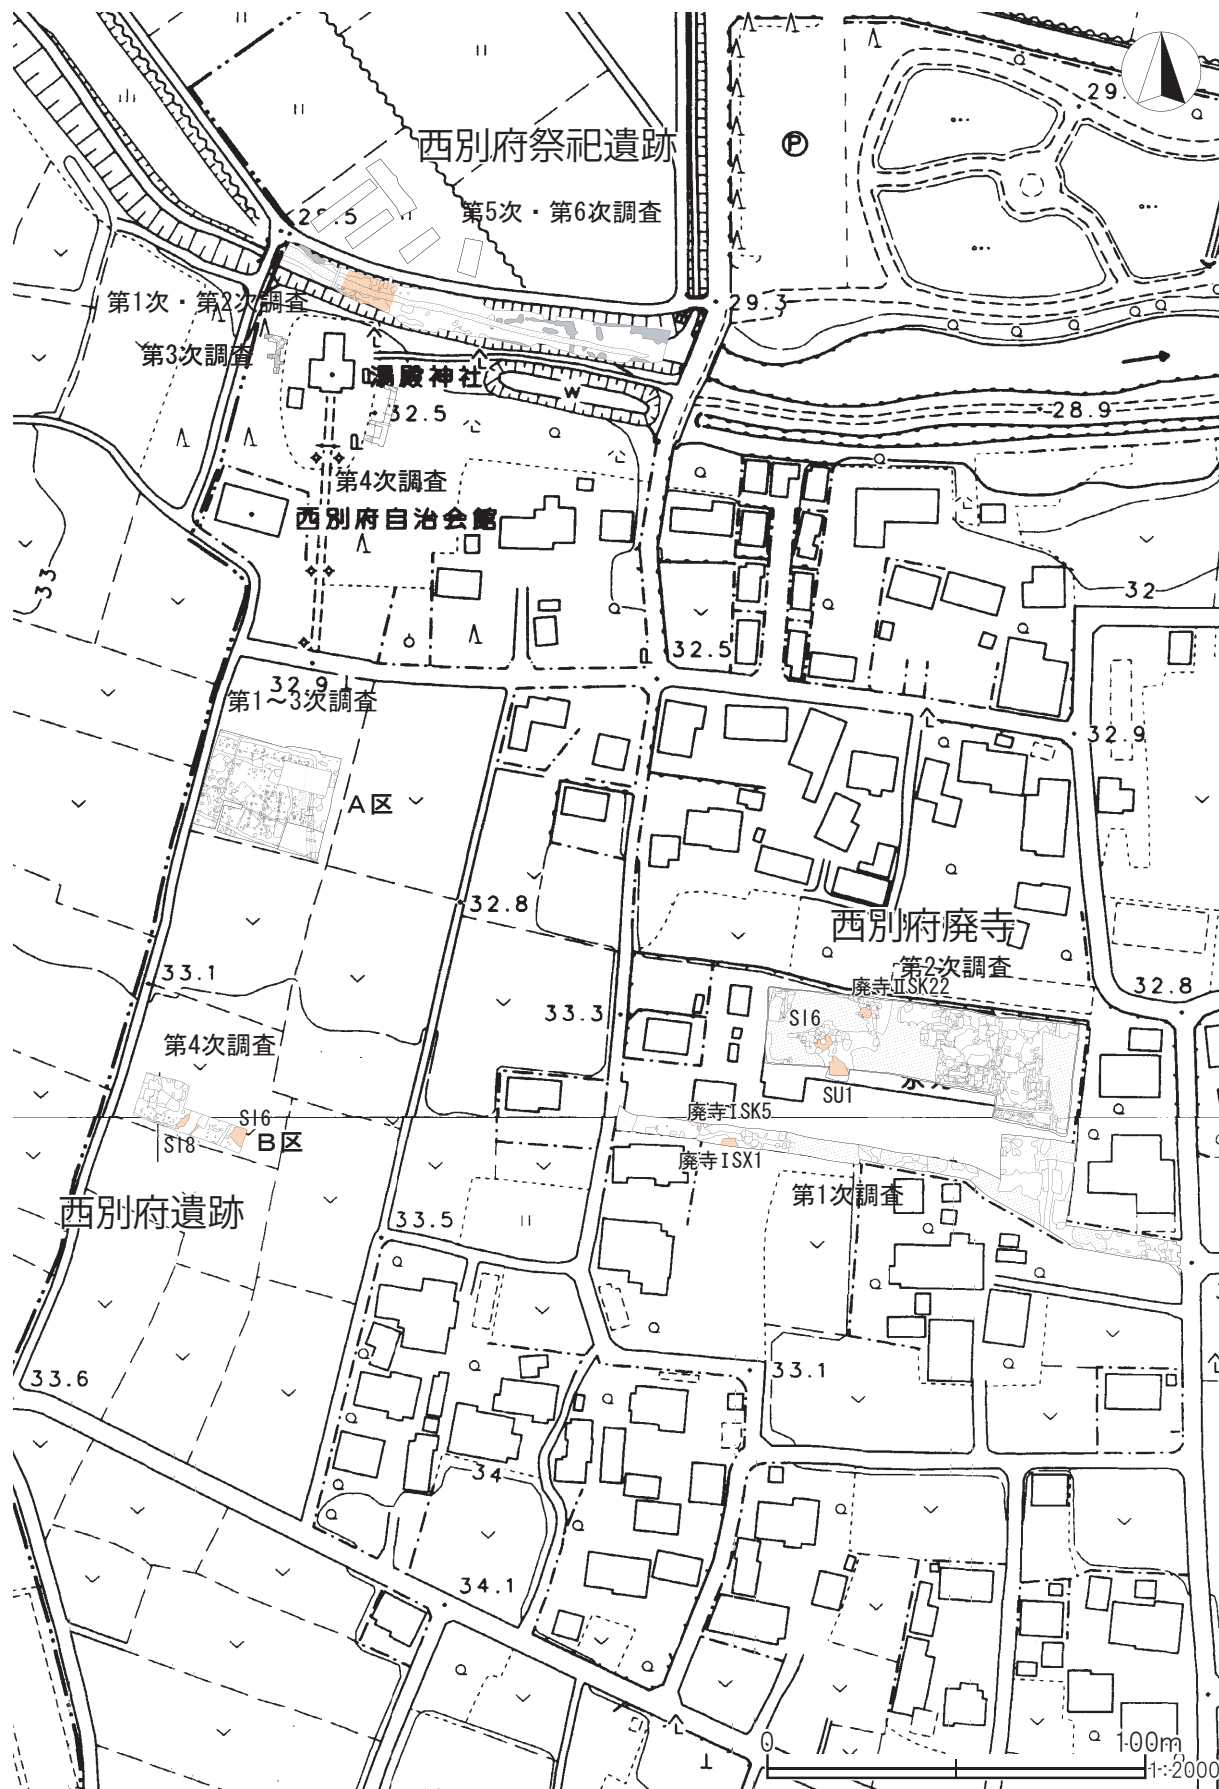 29.
P
西別府祭祀遺跡
第5次・第6次調査
29.5
第1次・第2次調査
29.3
第3次調査
湯殿神社
W
32.5
28.9
第4次調査
西別府自治会館
33
32
32.5
32.9
第1～3次調査
32.9
A区
32.8
西別府廃寺
第2次調査
33.1
廃寺ⅡSK22
32.8
33.3
SI6
第4次調査
SU1
廃寺ISK5
SI6
SI8
B区
廃寺ISX1
第1次調査
西別府遺跡
33.5
33.1
33.6
34
34.1
0
100m
1:2000